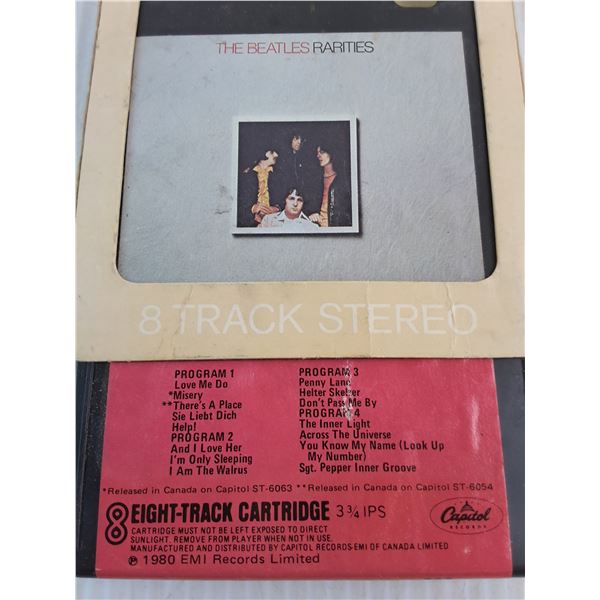 THE BEATLES RARITIES
8 TRACK STEREO
PROGRAM 1
Love Me Do
*Misery
**There's A Place
Sie Liebt Dich
Help!
PROGRAM 2
And I Love Her
I'm Only Sleeping
I Am The Walrus
PROGRAM 3
Penny Lane
Helter Skelter
Don't Pass Me By
PROGRAM 4
The Inner Light
Across The Universe
You Know My Name (Look Up
My Number)
Sgt. Pepper Inner Groove
*Released in Canada on Capitol ST-6063 **Released in Canada on Capitol ST-6054
8 EIGHT-TRACK CARTRIDGE 3 3/4 IPS
CARTRIDGE MUST NOT BE LEFT EXPOSED TO DIRECT
SUNLIGHT. REMOVE FROM PLAYER WHEN NOT IN USE.
MANUFACTURED AND DISTRIBUTED BY CAPITOL RECORDS-EMI OF CANADA LIMITED
℗ 1980 EMI Records Limited
Capitol
RECORDS